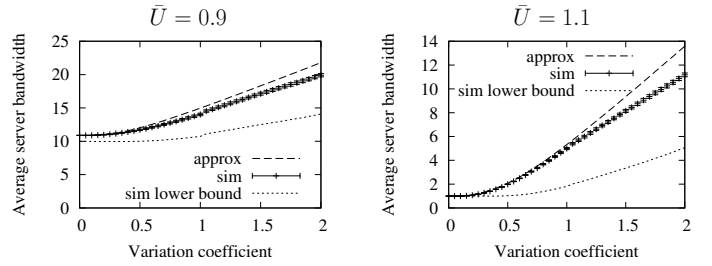 Ū = 0.9
25
20
15
10
5
0
Average server bandwidth
approx
sim
sim lower bound
0 0.5 1 1.5 2
Variation coefficient
Ū = 1.1
14
12
10
8
6
4
2
0
Average server bandwidth
approx
sim
sim lower bound
0 0.5 1 1.5 2
Variation coefficient